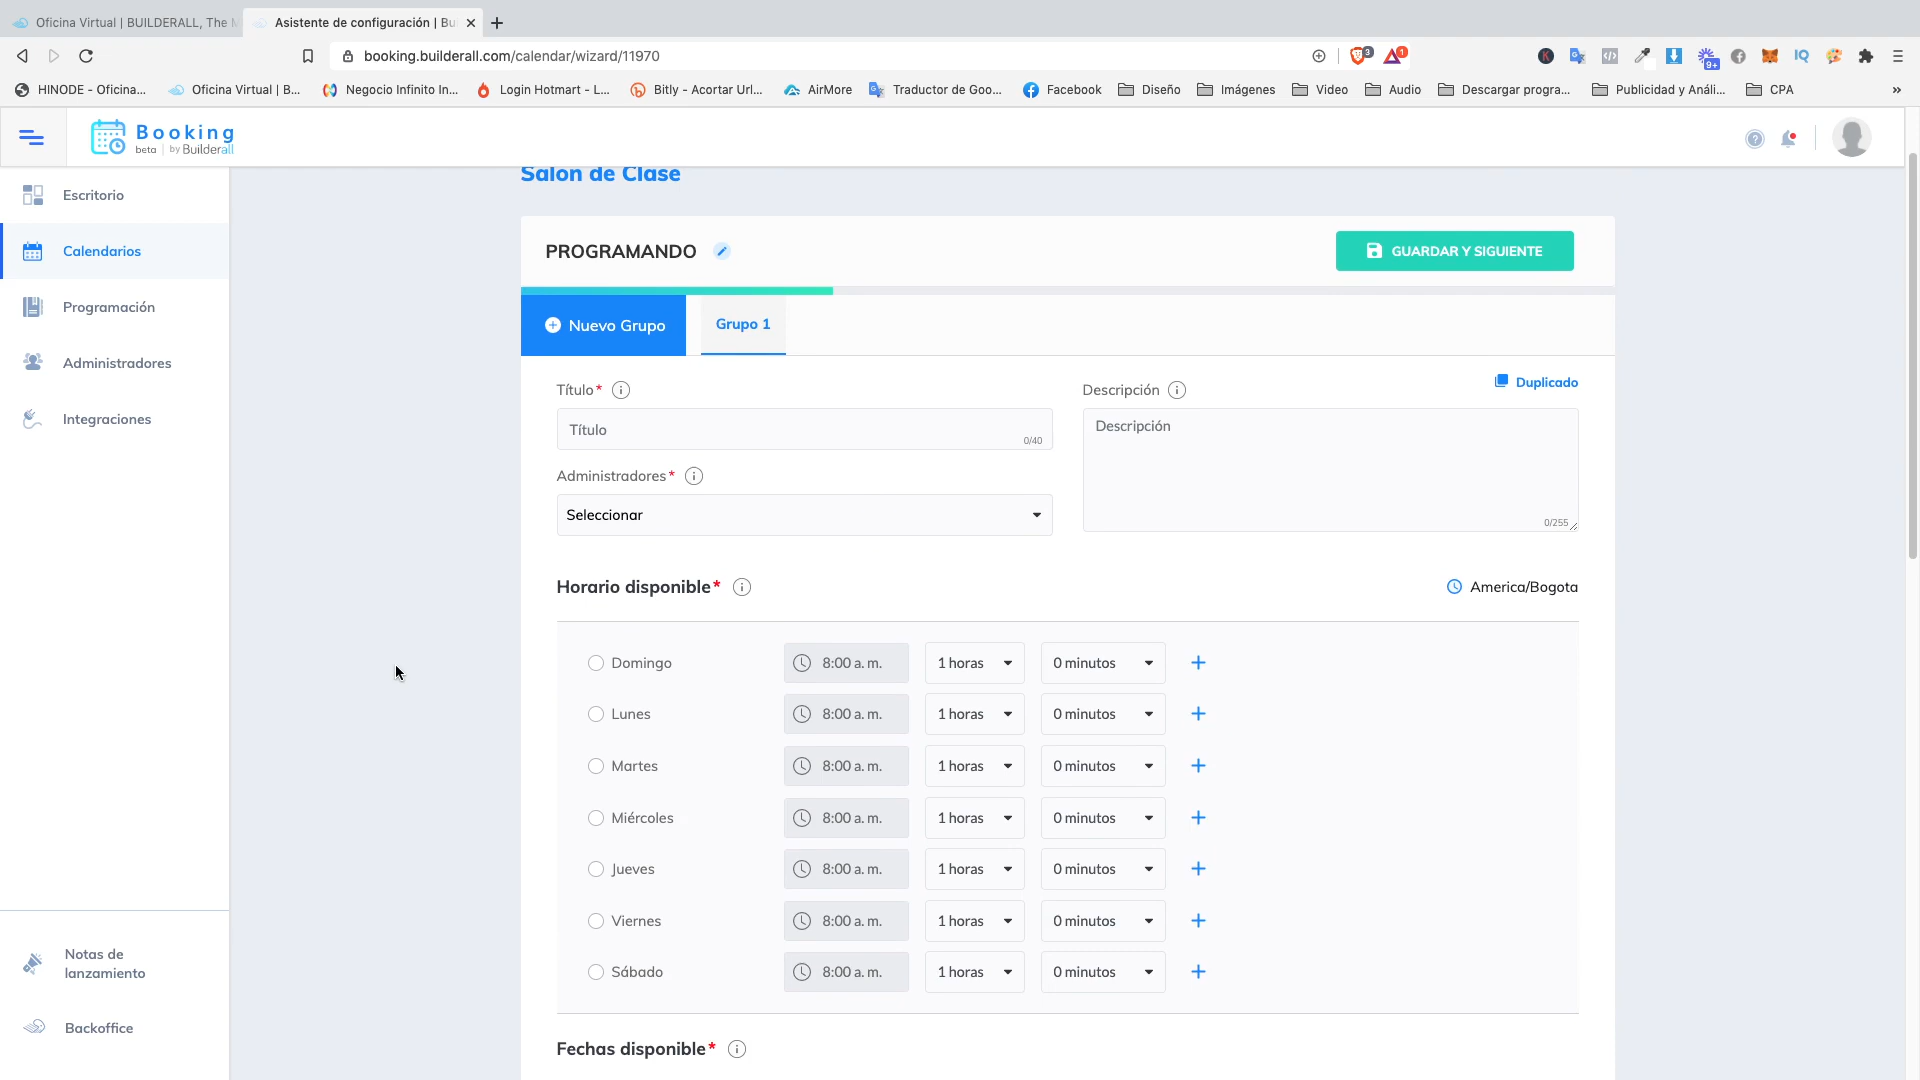 Oficina Virtual | BUILDERALL, The
Asistente de configuración | Bu
booking.builderall.com/calendar/wizard/11970
3
1
9+
HINODE - Oficina...
Oficina Virtual | B...
Negocio Infinito In...
Login Hotmart - L...
Bitly - Acortar Url...
AirMore
Traductor de Goo...
Facebook
Diseño
Imágenes
Video
Audio
Descargar progra...
Publicidad y Análi...
CPA
»
Booking
beta | by Builderall
Escritorio
Calendarios
Programación
Administradores
Integraciones
Notas de
lanzamiento
Backoffice
Salon de Clase
PROGRAMANDO
GUARDAR Y SIGUIENTE
Nuevo Grupo
Grupo 1
Duplicado
Título*
Título
0/40
Descripción
Descripción
0/255
Administradores*
Seleccionar
Horario disponible*
America/Bogota
Domingo 8:00 a. m. 1 horas 0 minutos +
Lunes 8:00 a. m. 1 horas 0 minutos +
Martes 8:00 a. m. 1 horas 0 minutos +
Miércoles 8:00 a. m. 1 horas 0 minutos +
Jueves 8:00 a. m. 1 horas 0 minutos +
Viernes 8:00 a. m. 1 horas 0 minutos +
Sábado 8:00 a. m. 1 horas 0 minutos +
Fechas disponible*